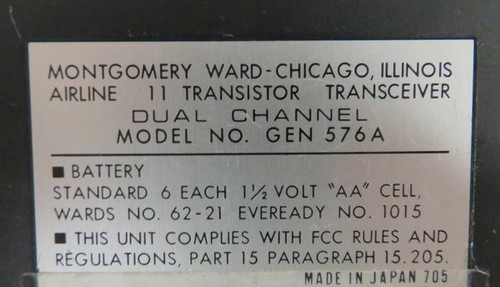 MONTGOMERY WARD-CHICAGO, ILLINOIS
AIRLINE 11 TRANSISTOR TRANSCEIVER
DUAL CHANNEL
MODEL NO. GEN 576A
■ BATTERY
STANDARD 6 EACH 1½ VOLT "AA" CELL,
WARDS NO. 62-21 EVEREADY NO. 1015
■ THIS UNIT COMPLIES WITH FCC RULES AND
REGULATIONS, PART 15 PARAGRAPH 15.205.
MADE IN JAPAN 705